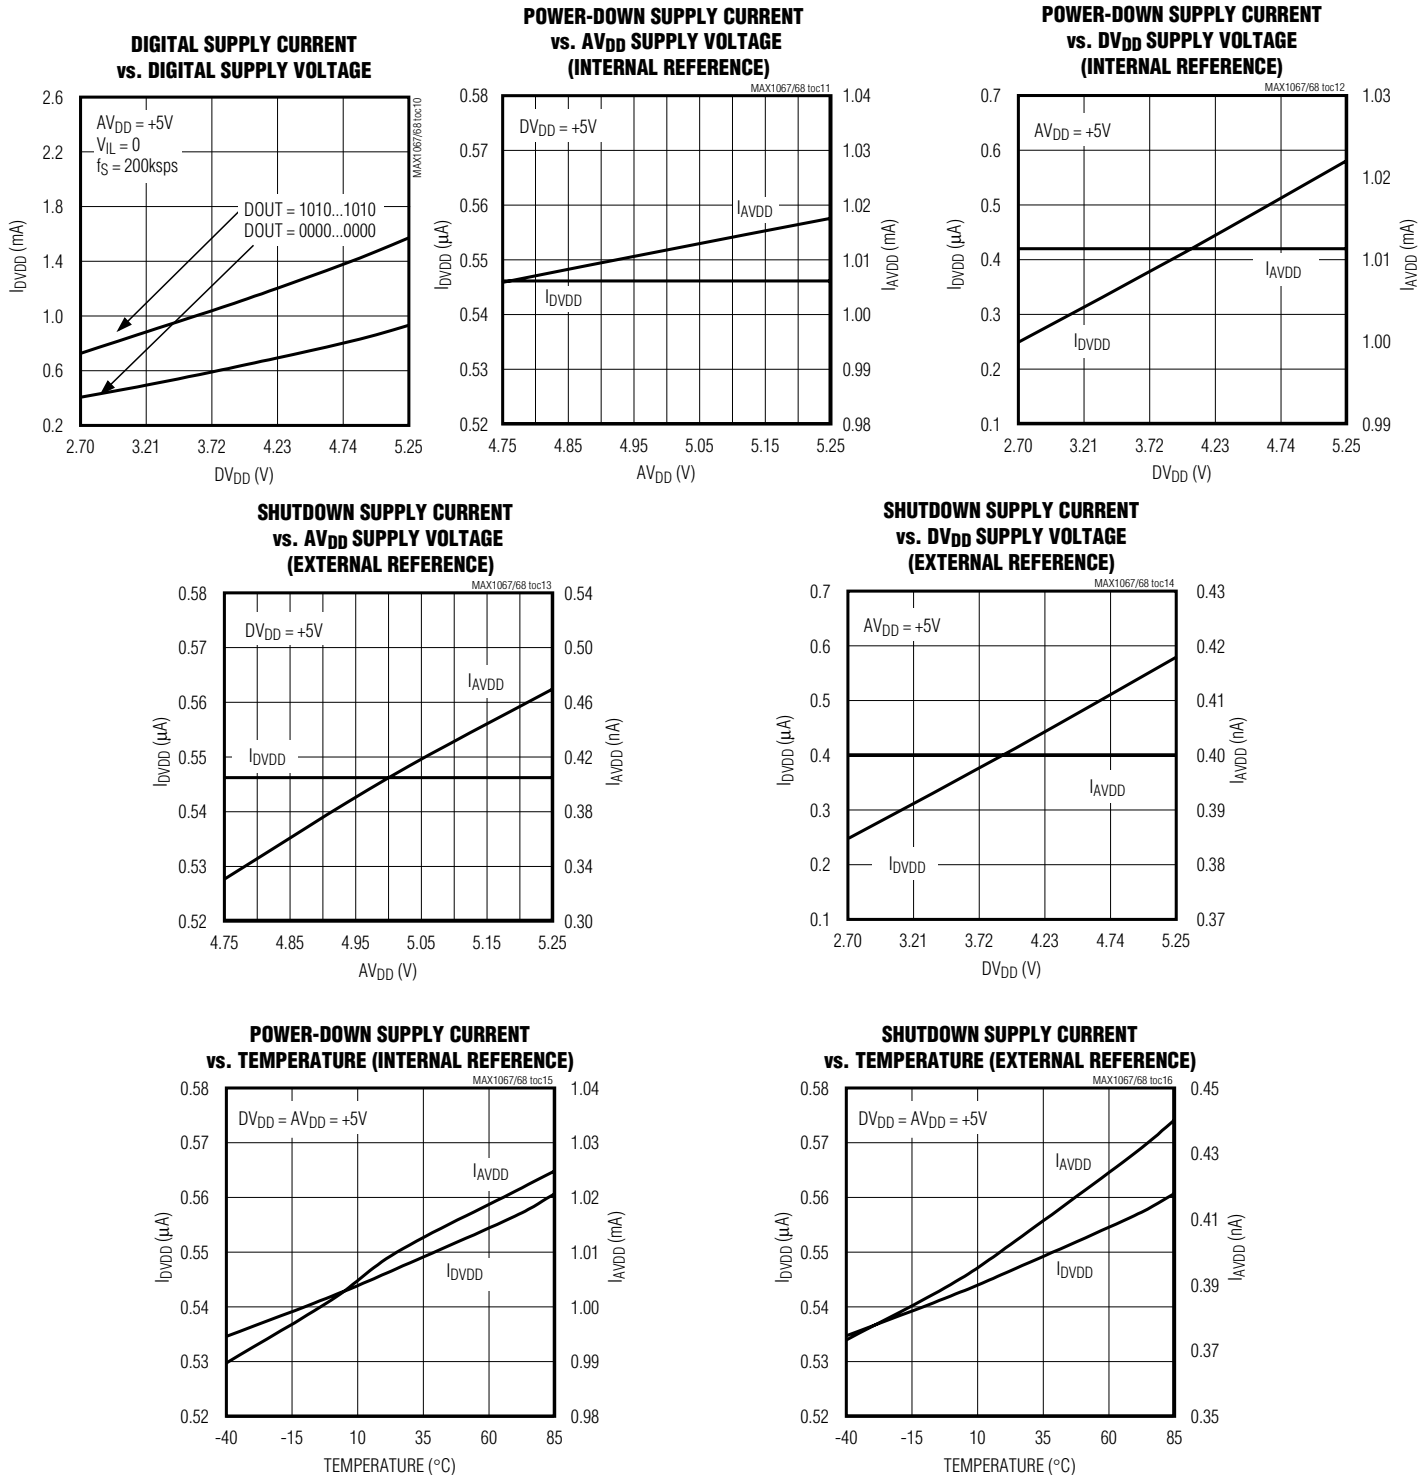 DIGITAL SUPPLY CURRENT
vs. DIGITAL SUPPLY VOLTAGE
MAX1067/68 toc10
AVDD = +5V
VIL = 0
fS = 200ksps
DOUT = 1010...1010
DOUT = 0000...0000
IDVDD (mA)
2.6
2.2
1.8
1.4
1.0
0.6
0.2
2.70 3.21 3.72 4.23 4.74 5.25
DVDD (V)
POWER-DOWN SUPPLY CURRENT
vs. AVDD SUPPLY VOLTAGE
(INTERNAL REFERENCE)
MAX1067/68 toc11
DVDD = +5V
IAVDD
IDVDD
IDVDD (µA)
0.58
0.57
0.56
0.55
0.54
0.53
0.52
IAVDD (mA)
1.04
1.03
1.02
1.01
1.00
0.99
0.98
4.75 4.85 4.95 5.05 5.15 5.25
AVDD (V)
POWER-DOWN SUPPLY CURRENT
vs. DVDD SUPPLY VOLTAGE
(INTERNAL REFERENCE)
MAX1067/68 toc12
AVDD = +5V
IAVDD
IDVDD
IDVDD (µA)
0.7
0.6
0.5
0.4
0.3
0.2
0.1
IAVDD (mA)
1.03
1.02
1.01
1.00
0.99
2.70 3.21 3.72 4.23 4.74 5.25
DVDD (V)
SHUTDOWN SUPPLY CURRENT
vs. AVDD SUPPLY VOLTAGE
(EXTERNAL REFERENCE)
MAX1067/68 toc13
DVDD = +5V
IAVDD
IDVDD
IDVDD (µA)
0.58
0.57
0.56
0.55
0.54
0.53
0.52
IAVDD (nA)
0.54
0.50
0.46
0.42
0.38
0.34
0.30
4.75 4.85 4.95 5.05 5.15 5.25
AVDD (V)
SHUTDOWN SUPPLY CURRENT
vs. DVDD SUPPLY VOLTAGE
(EXTERNAL REFERENCE)
MAX1067/68 toc14
AVDD = +5V
IAVDD
IDVDD
IDVDD (µA)
0.7
0.6
0.5
0.4
0.3
0.2
0.1
IAVDD (nA)
0.43
0.42
0.41
0.40
0.39
0.38
0.37
2.70 3.21 3.72 4.23 4.74 5.25
DVDD (V)
POWER-DOWN SUPPLY CURRENT
vs. TEMPERATURE (INTERNAL REFERENCE)
MAX1067/68 toc15
DVDD = AVDD = +5V
IAVDD
IDVDD
IDVDD (µA)
0.58
0.57
0.56
0.55
0.54
0.53
0.52
IAVDD (mA)
1.04
1.03
1.02
1.01
1.00
0.99
0.98
-40 -15 10 35 60 85
TEMPERATURE (°C)
SHUTDOWN SUPPLY CURRENT
vs. TEMPERATURE (EXTERNAL REFERENCE)
MAX1067/68 toc16
DVDD = AVDD = +5V
IAVDD
IDVDD
IDVDD (µA)
0.58
0.57
0.56
0.55
0.54
0.53
0.52
IAVDD (nA)
0.45
0.43
0.41
0.39
0.37
0.35
-40 -15 10 35 60 85
TEMPERATURE (°C)